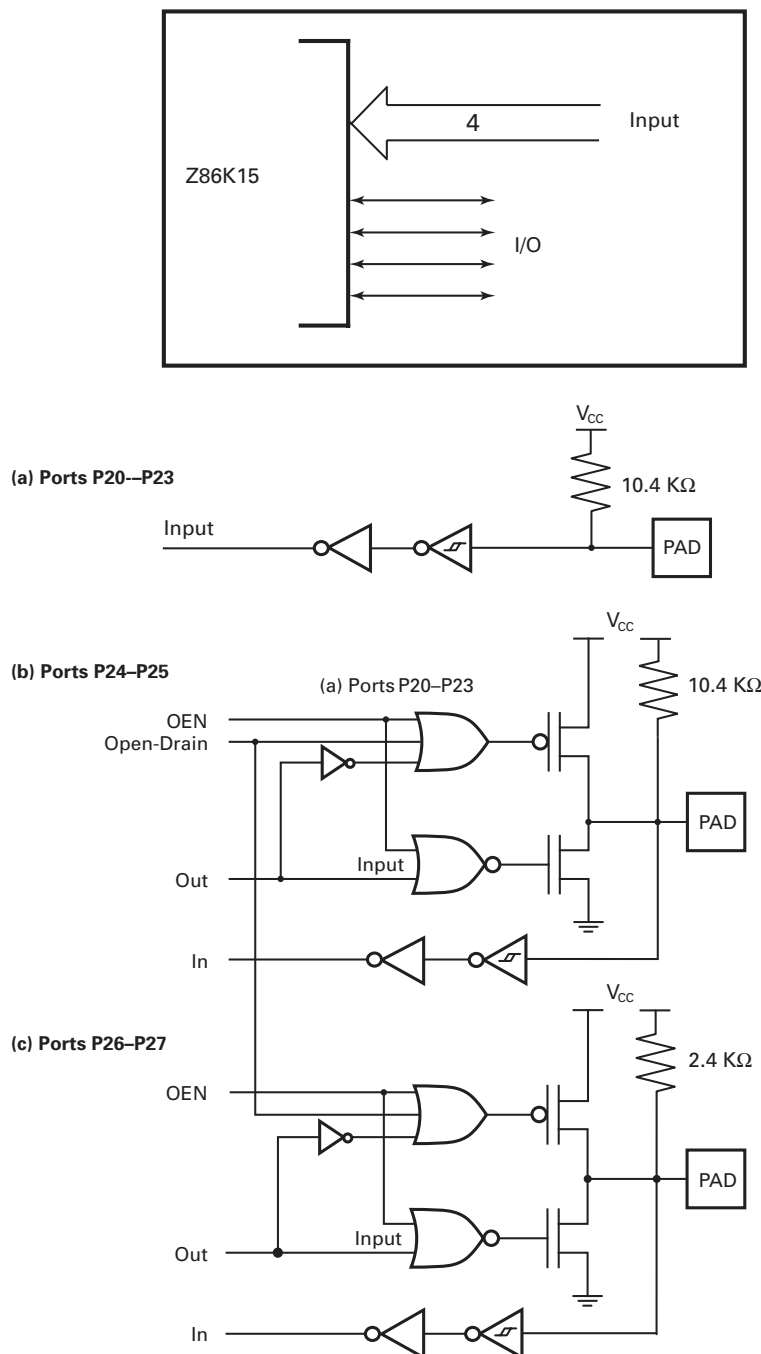 4
Input
Z86K15
I/O
VCC
(a) Ports P20-–P23
10.4 KΩ
Input
PAD
VCC
(b) Ports P24–P25
(a) Ports P20–P23
10.4 KΩ
OEN
Open-Drain
PAD
Input
Out
In
VCC
(c) Ports P26–P27
2.4 KΩ
OEN
PAD
Input
Out
In